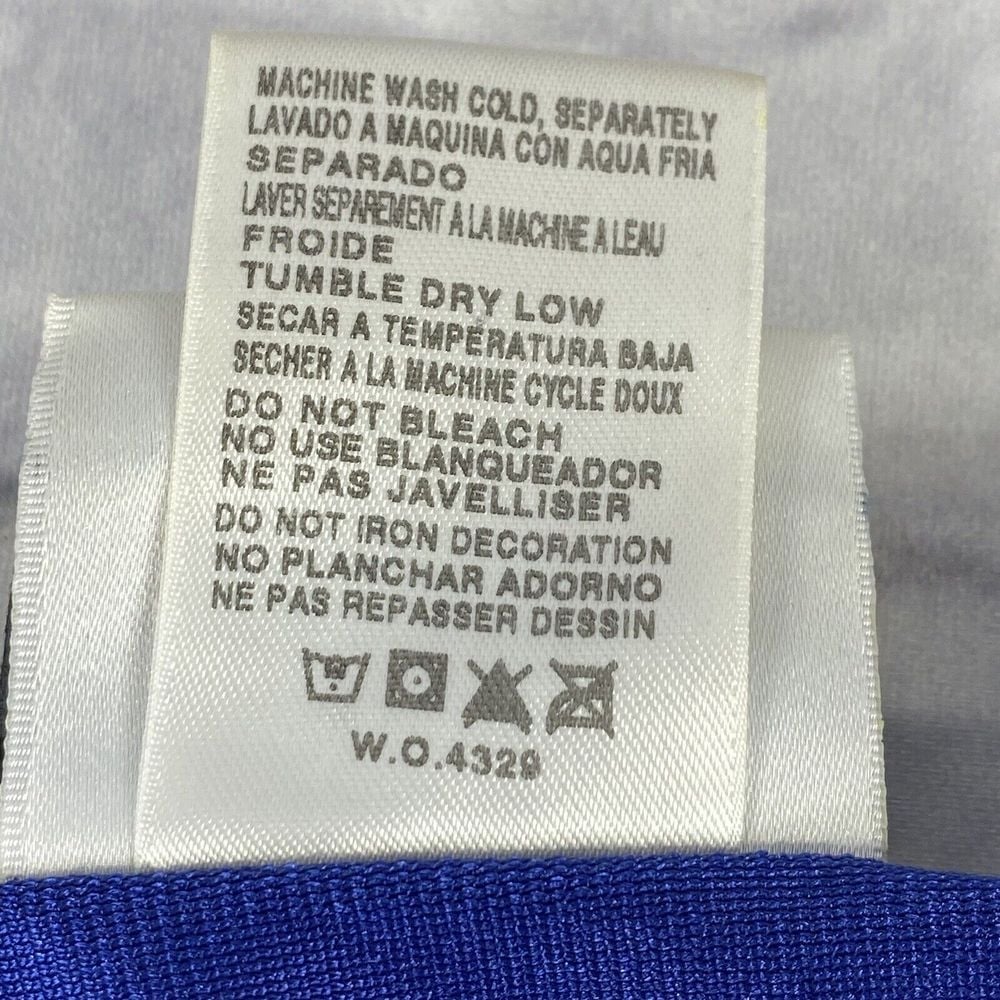 MACHINE WASH COLD, SEPARATELY
LAVADO A MAQUINA CON AQUA FRIA
SEPARADO
LAVER SEPAREMENT A LA MACHINE A LEAU
FROIDE
TUMBLE DRY LOW
SECAR A TEMPERATURA BAJA
SECHER A LA MACHINE CYCLE DOUX
DO NOT BLEACH
NO USE BLANQUEADOR
NE PAS JAVELLISER
DO NOT IRON DECORATION
NO PLANCHAR ADORNO
NE PAS REPASSER DESSIN
W.O.4329